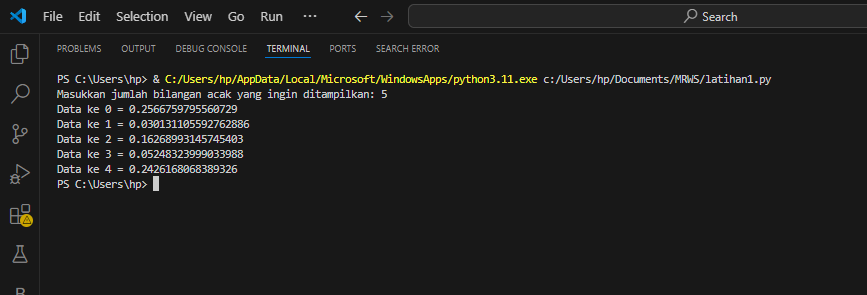 File Edit Selection View Go Run ··· Search
PROBLEMS OUTPUT DEBUG CONSOLE TERMINAL PORTS SEARCH ERROR
PS C:\Users\hp> & C:/Users/hp/AppData/Local/Microsoft/WindowsApps/python3.11.exe c:/Users/hp/Documents/MRWS/latihan1.py
Masukkan jumlah bilangan acak yang ingin ditampilkan: 5
Data ke 0 = 0.2566759795560729
Data ke 1 = 0.030131105592762886
Data ke 2 = 0.16268993145745403
Data ke 3 = 0.05248323999033988
Data ke 4 = 0.2426168068389326
PS C:\Users\hp>